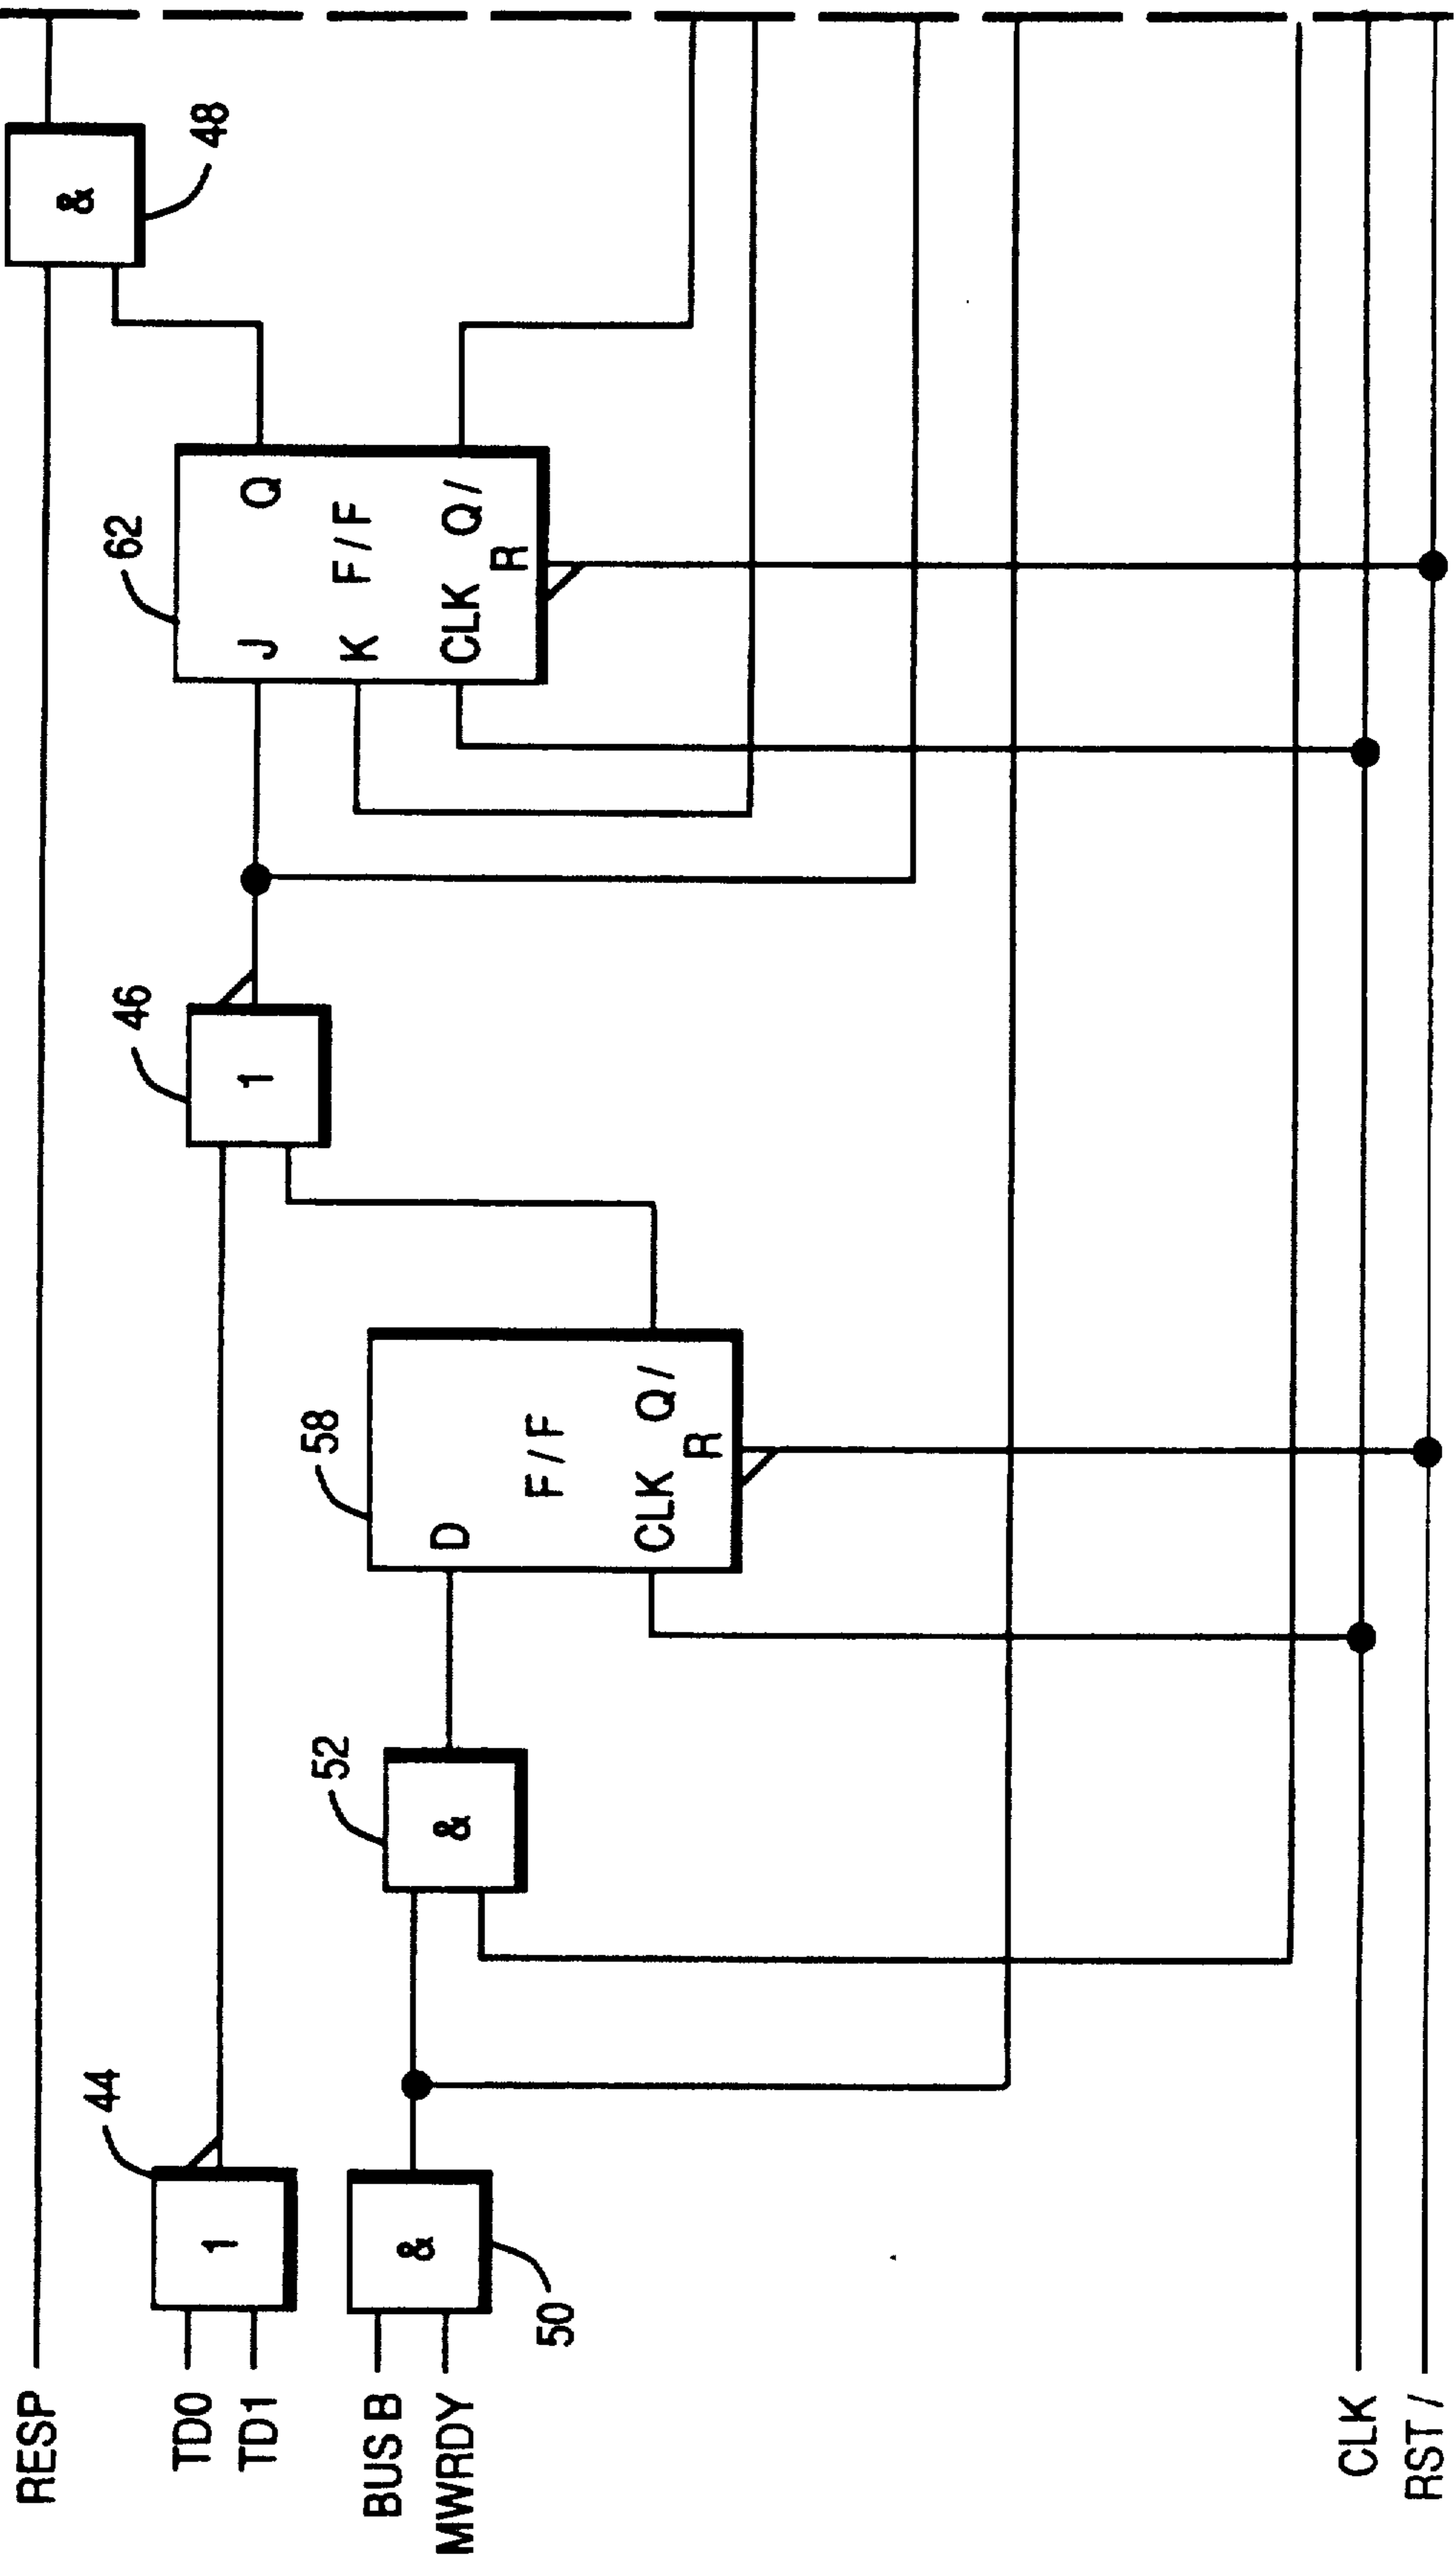 RESP
TD0
TD1
BUS B
MWRDY
CLK
RST /
44
1
&
50
52
&
58
D
F/F
CLK Q/
R
46
1
62
J Q
K F/F
CLK Q/
R
&
48